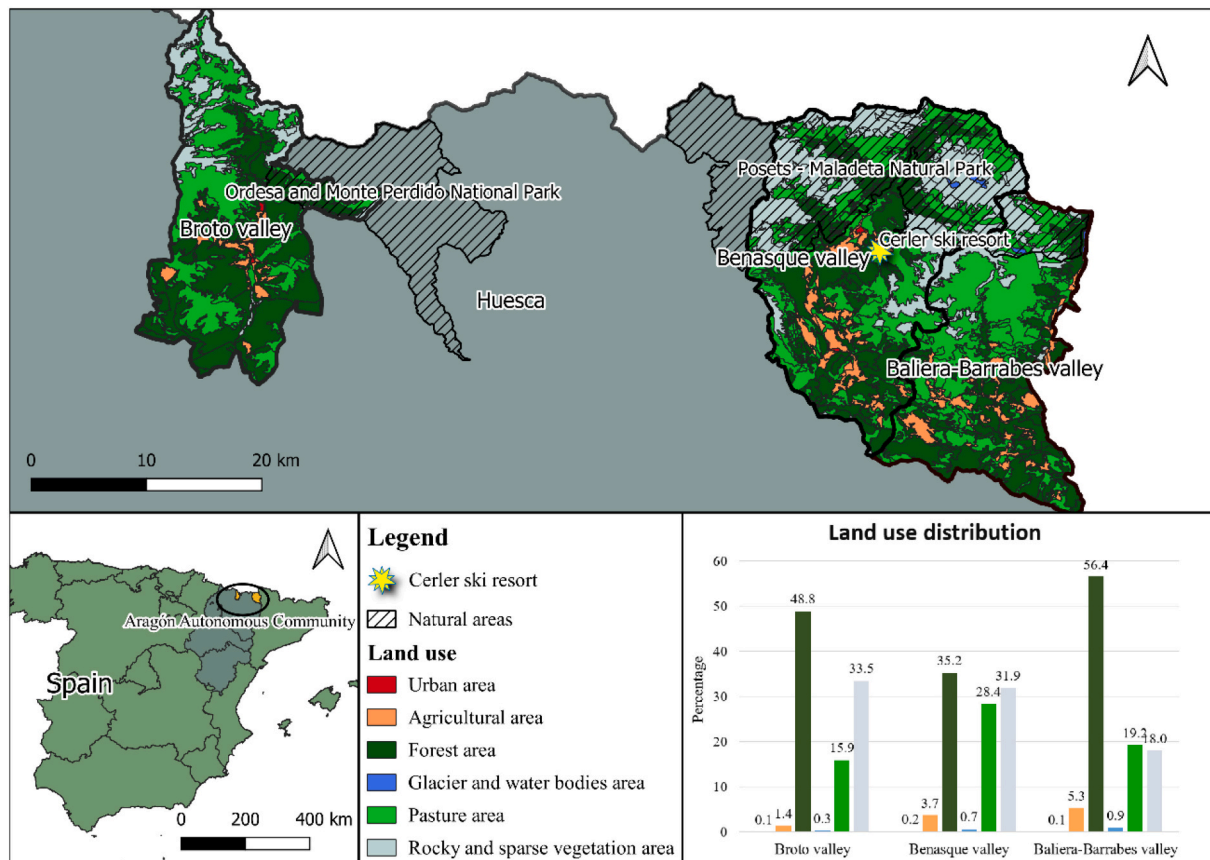 Posets - Maladeta Natural Park
Ordesa and Monte Perdido National Park
Broto valley
Cerler ski resort
Benasque valley
Huesca
Baliera-Barrabes valley
0 10 20 km
Aragón Autonomous Community
Spain
0 200 400 km
Legend
Cerler ski resort
Natural areas
Land use
Urban area
Agricultural area
Forest area
Glacier and water bodies area
Pasture area
Rocky and sparse vegetation area
Land use distribution
Percentage
60
50
40
30
20
10
0
0.1 1.4 48.8 0.3 15.9 33.5
0.2 3.7 35.2 0.7 28.4 31.9
0.1 5.3 56.4 0.9 19.2 18.0
Broto valley Benasque valley Baliera-Barrabes valley